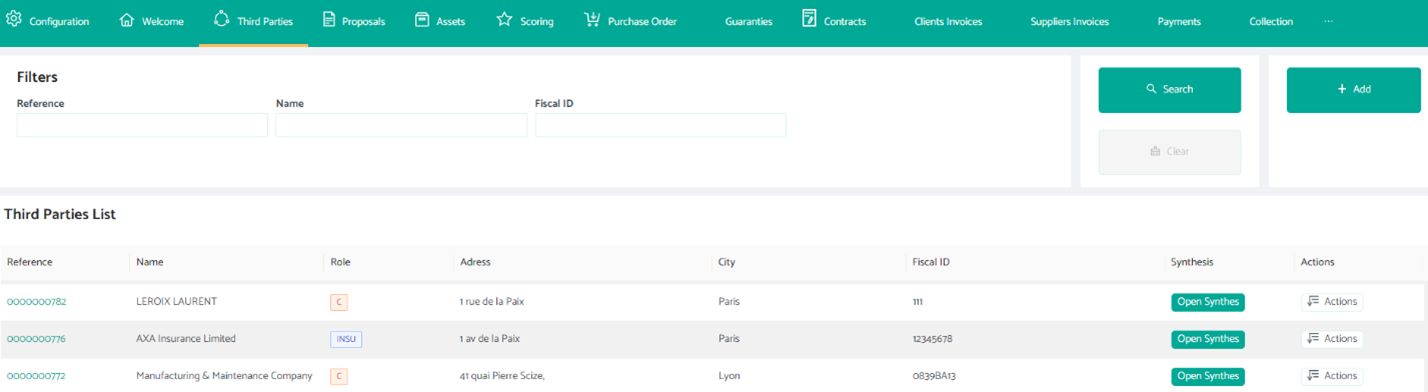 Configuration Welcome Third Parties Proposals Assets Scoring Purchase Order Guaranties Contracts Clients Invoices Suppliers Invoices Payments Collection ...
Filters
Reference Name Fiscal ID
Search
Clear
+ Add
Third Parties List
Reference Name Role Adress City Fiscal ID Synthesis Actions
0000000782 LEROIX LAURENT C 1 rue de la Paix Paris 111 Open Synthes Actions
0000000776 AXA Insurance Limited INSU 1 av de la Paix Paris 12345678 Open Synthes Actions
0000000772 Manufacturing & Maintenance Company C 41 quai Pierre Scize, Lyon 0839BA13 Open Synthes Actions